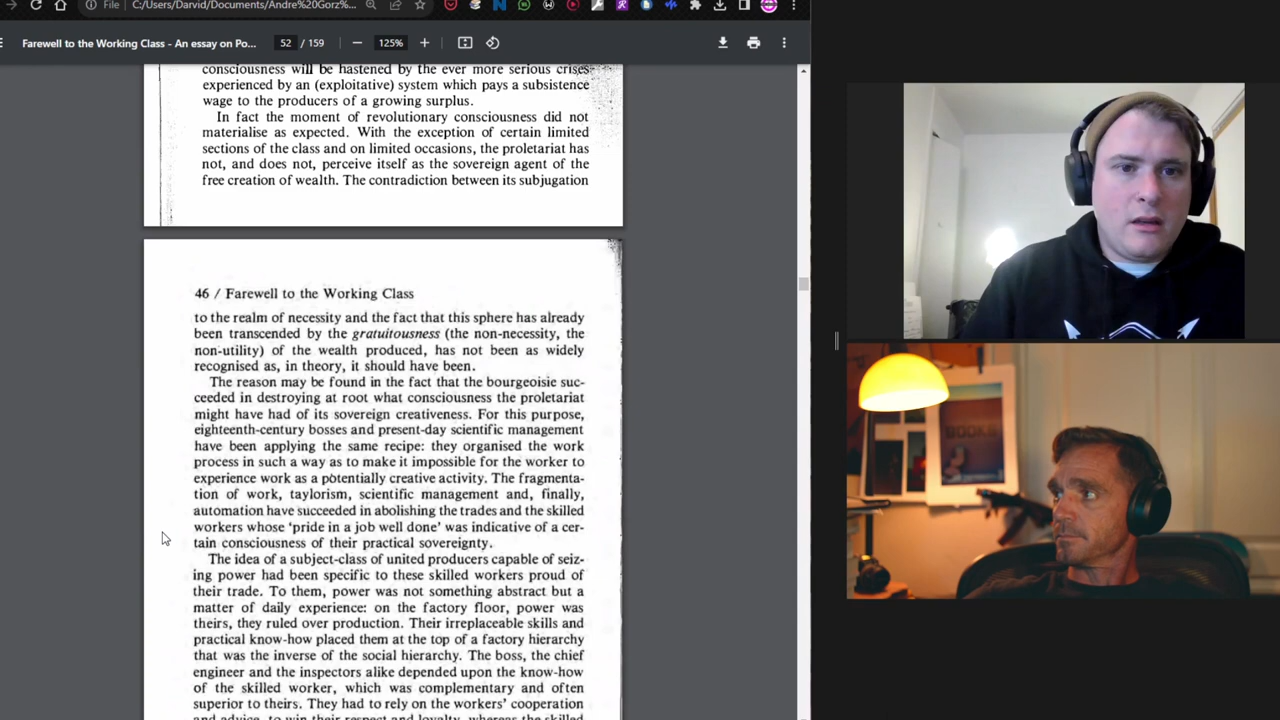 File
C:/Users/Darvid/Documents/Andre%20Gorz%...
Farewell to the Working Class - An essay on Po...
52 / 159
125%
consciousness will be hastened by the ever more serious crises
experienced by an (exploitative) system which pays a subsistence
wage to the producers of a growing surplus.
In fact the moment of revolutionary consciousness did not
materialise as expected. With the exception of certain limited
sections of the class and on limited occasions, the proletariat has
not, and does not, perceive itself as the sovereign agent of the
free creation of wealth. The contradiction between its subjugation
46 / Farewell to the Working Class
to the realm of necessity and the fact that this sphere has already
been transcended by the gratuitousness (the non-necessity, the
non-utility) of the wealth produced, has not been as widely
recognised as, in theory, it should have been.
The reason may be found in the fact that the bourgeoisie suc-
ceeded in destroying at root what consciousness the proletariat
might have had of its sovereign creativeness. For this purpose,
eighteenth-century bosses and present-day scientific management
have been applying the same recipe: they organised the work
process in such a way as to make it impossible for the worker to
experience work as a potentially creative activity. The fragmenta-
tion of work, taylorism, scientific management and, finally,
automation have succeeded in abolishing the trades and the skilled
workers whose 'pride in a job well done' was indicative of a cer-
tain consciousness of their practical sovereignty.
The idea of a subject-class of united producers capable of seiz-
ing power had been specific to these skilled workers proud of
their trade. To them, power was not something abstract but a
matter of daily experience: on the factory floor, power was
theirs, they ruled over production. Their irreplaceable skills and
practical know-how placed them at the top of a factory hierarchy
that was the inverse of the social hierarchy. The boss, the chief
engineer and the inspectors alike depended upon the know-how
of the skilled worker, which was complementary and often
superior to theirs. They had to rely on the workers' cooperation
and advice, to win their respect and loyalty, whereas the skilled
BOOKS